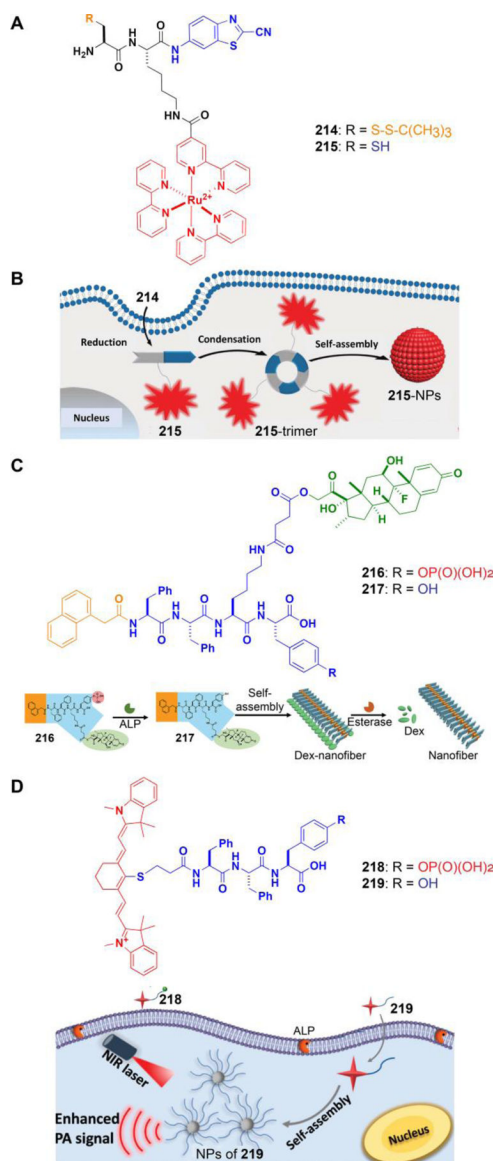 A
R
H₂N
O
H
N
O
H
N
N
S
CN
HN
O
N
N
N
Ru²⁺
N
N
N
214: R = S-S-C(CH₃)₃
215: R = SH
B
214
Reduction
Condensation
Self-assembly
Nucleus
215
215-trimer
215-NPs
C
OH
O
O
O
O
HO
F
H
H
O
O
HN
O
Ph
O
N
H
O
H
N
O
Ph
N
H
O
H
N
O
OH
R
216: R = OP(O)(OH)2
217: R = OH
216
ALP
217
Self-
assembly
Dex-nanofiber
Esterase
Dex
Nanofiber
D
N
S
N⁺
O
N
H
Ph
O
H
N
Ph
O
N
H
O
OH
R
218: R = OP(O)(OH)2
219: R = OH
218
219
ALP
NIR laser
Enhanced
PA signal
Self-assembly
NPs of 219
Nucleus